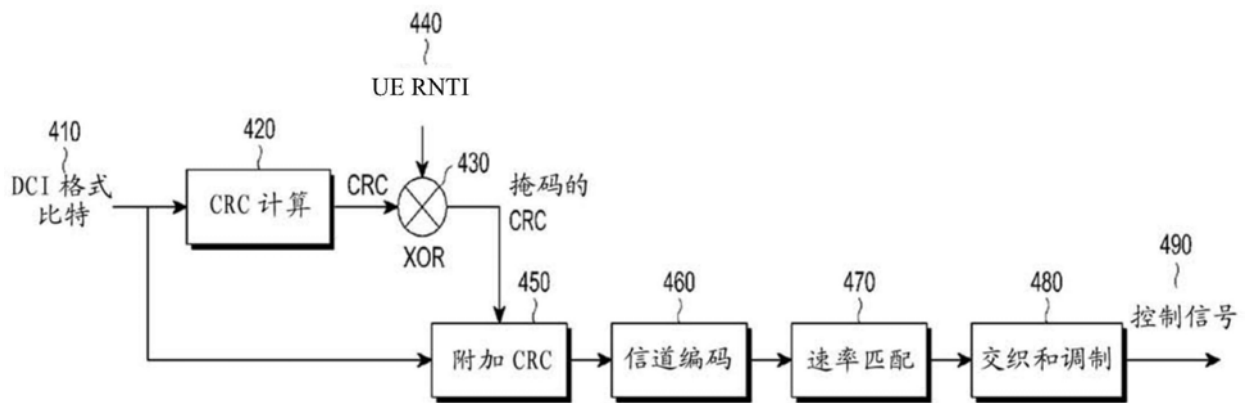 440
UE RNTI
410
DCI 格式
比特
420
CRC 计算
CRC
430
XOR
掩码的
CRC
450
附加 CRC
460
信道编码
470
速率匹配
480
交织和调制
490
控制信号